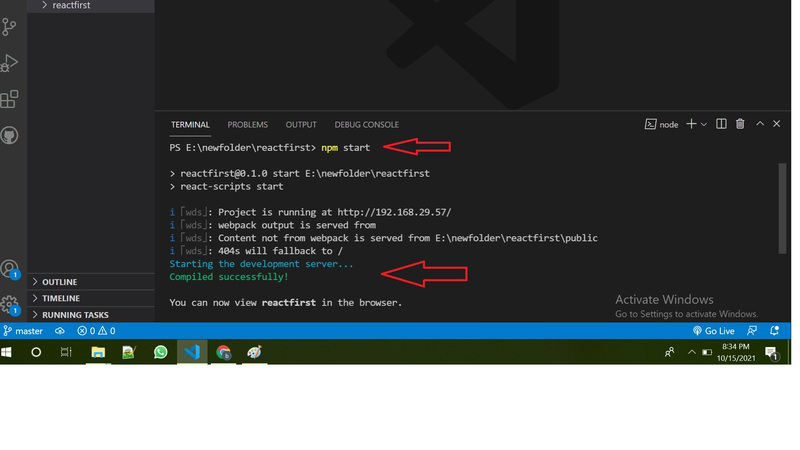 reactfirst
TERMINAL PROBLEMS OUTPUT DEBUG CONSOLE node
PS E:\newfolder\reactfirst> npm start
> reactfirst@0.1.0 start E:\newfolder\reactfirst
> react-scripts start
i ｢wds｣: Project is running at http://192.168.29.57/
i ｢wds｣: webpack output is served from
i ｢wds｣: Content not from webpack is served from E:\newfolder\reactfirst\public
i ｢wds｣: 404s will fallback to /
Starting the development server...
Compiled successfully!
You can now view reactfirst in the browser.
1
1
OUTLINE
TIMELINE
RUNNING TASKS
Activate Windows
Go to Settings to activate Windows.
master 0 0 Go Live
8:34 PM
10/15/2021
1